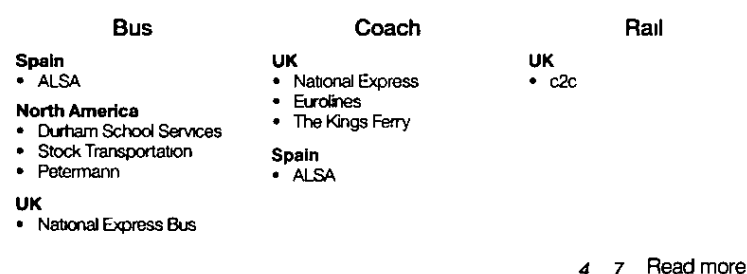 Bus
Spain
• ALSA
North America
• Durham School Services
• Stock Transportation
• Petermann
UK
• National Express Bus
Coach
UK
• National Express
• Eurolines
• The Kings Ferry
Spain
• ALSA
Rail
UK
• c2c
4 7 Read more